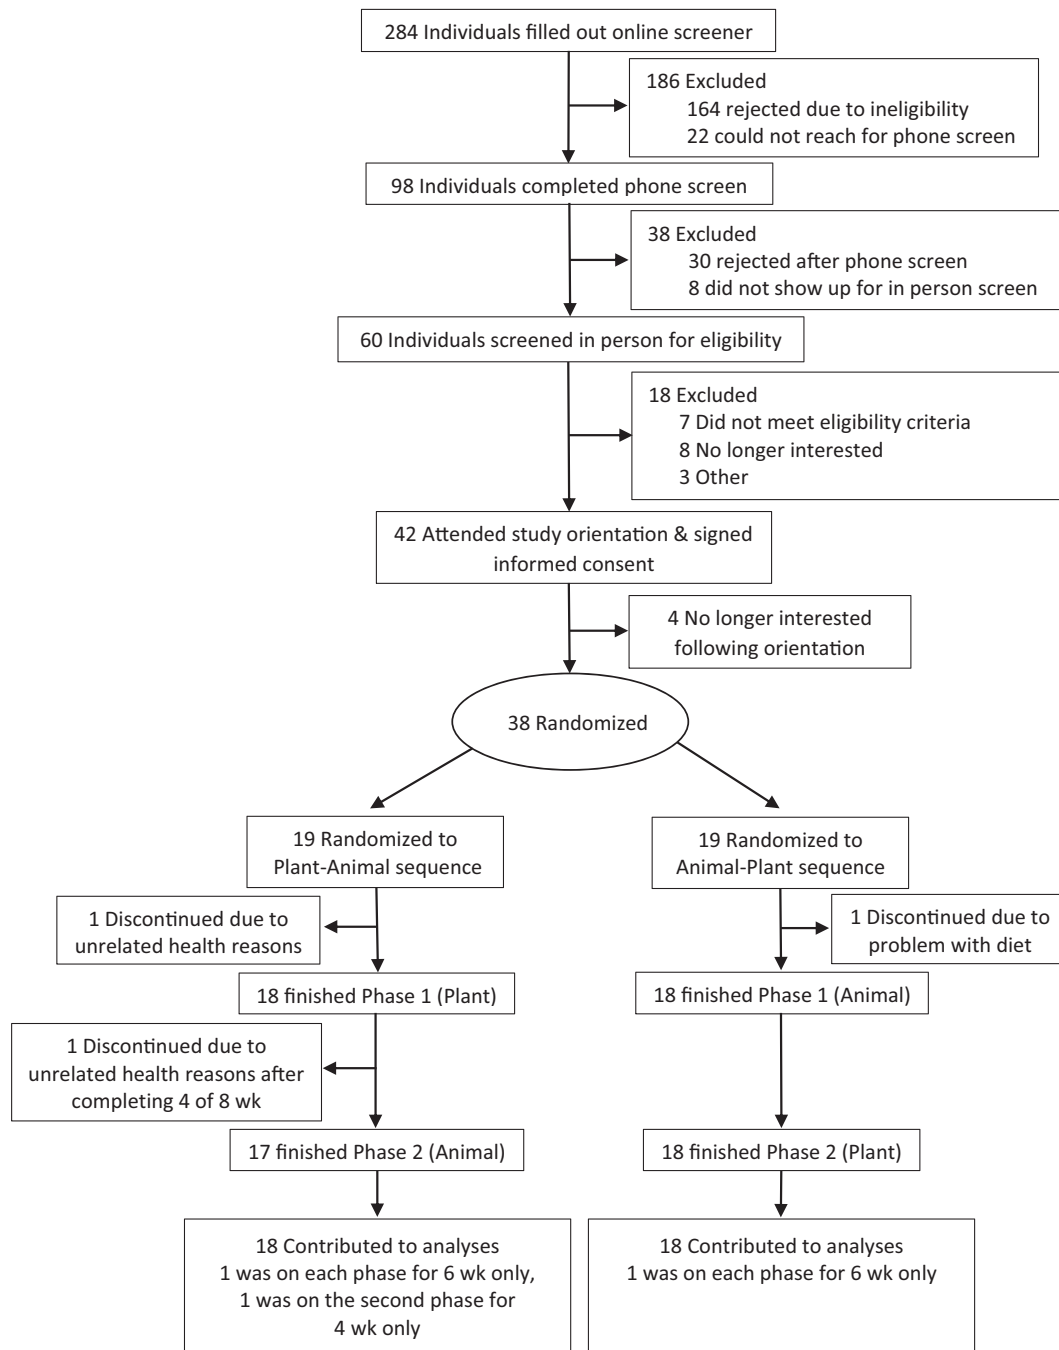 284 Individuals filled out online screener
186 Excluded
164 rejected due to ineligibility
22 could not reach for phone screen
98 Individuals completed phone screen
38 Excluded
30 rejected after phone screen
8 did not show up for in person screen
60 Individuals screened in person for eligibility
18 Excluded
7 Did not meet eligibility criteria
8 No longer interested
3 Other
42 Attended study orientation & signed
informed consent
4 No longer interested
following orientation
38 Randomized
19 Randomized to
Plant-Animal sequence
19 Randomized to
Animal-Plant sequence
1 Discontinued due to
unrelated health reasons
1 Discontinued due to
problem with diet
18 finished Phase 1 (Plant)
18 finished Phase 1 (Animal)
1 Discontinued due to
unrelated health reasons after
completing 4 of 8 wk
17 finished Phase 2 (Animal)
18 finished Phase 2 (Plant)
18 Contributed to analyses
1 was on each phase for 6 wk only,
1 was on the second phase for
4 wk only
18 Contributed to analyses
1 was on each phase for 6 wk only